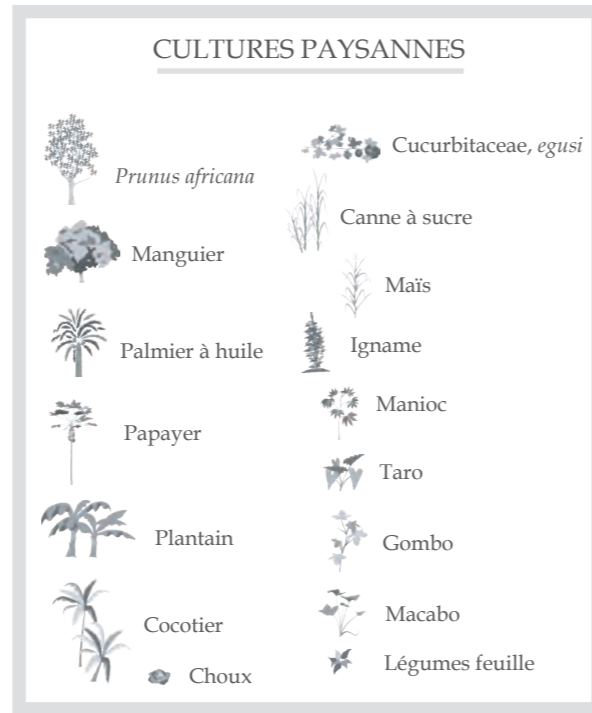 CULTURES PAYSANNES
Prunus africana
Manguier
Palmier à huile
Papayer
Plantain
Cocotier
Choux
Cucurbitaceae, egusi
Canne à sucre
Maïs
Igname
Manioc
Taro
Gombo
Macabo
Légumes feuille